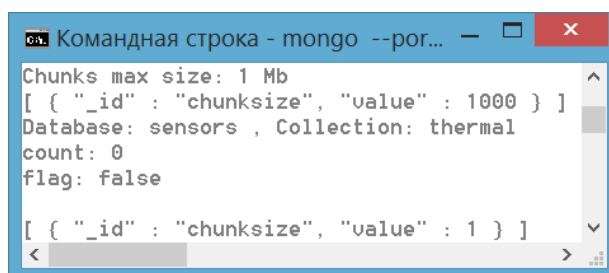 Командная строка - mongo --por...
Chunks max size: 1 Mb
[ { "_id" : "chunksize", "value" : 1000 } ]
Database: sensors , Collection: thermal
count: 0
flag: false
[ { "_id" : "chunksize", "value" : 1 } ]